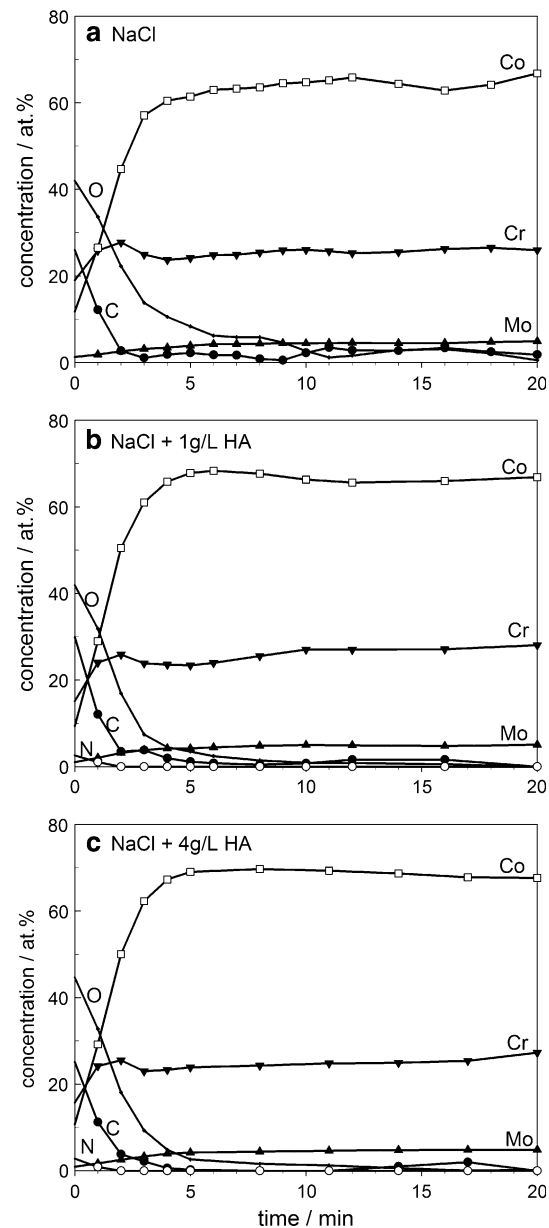 a NaCl
80
60
40
20
0
concentration / at.%
Co
O
Cr
C
Mo
0 5 10 15 20
b NaCl + 1g/L HA
80
60
40
20
0
concentration / at.%
Co
O
Cr
C
Mo
N
0 5 10 15 20
c NaCl + 4g/L HA
80
60
40
20
0
concentration / at.%
Co
O
Cr
C
N
Mo
0 5 10 15 20
time / min